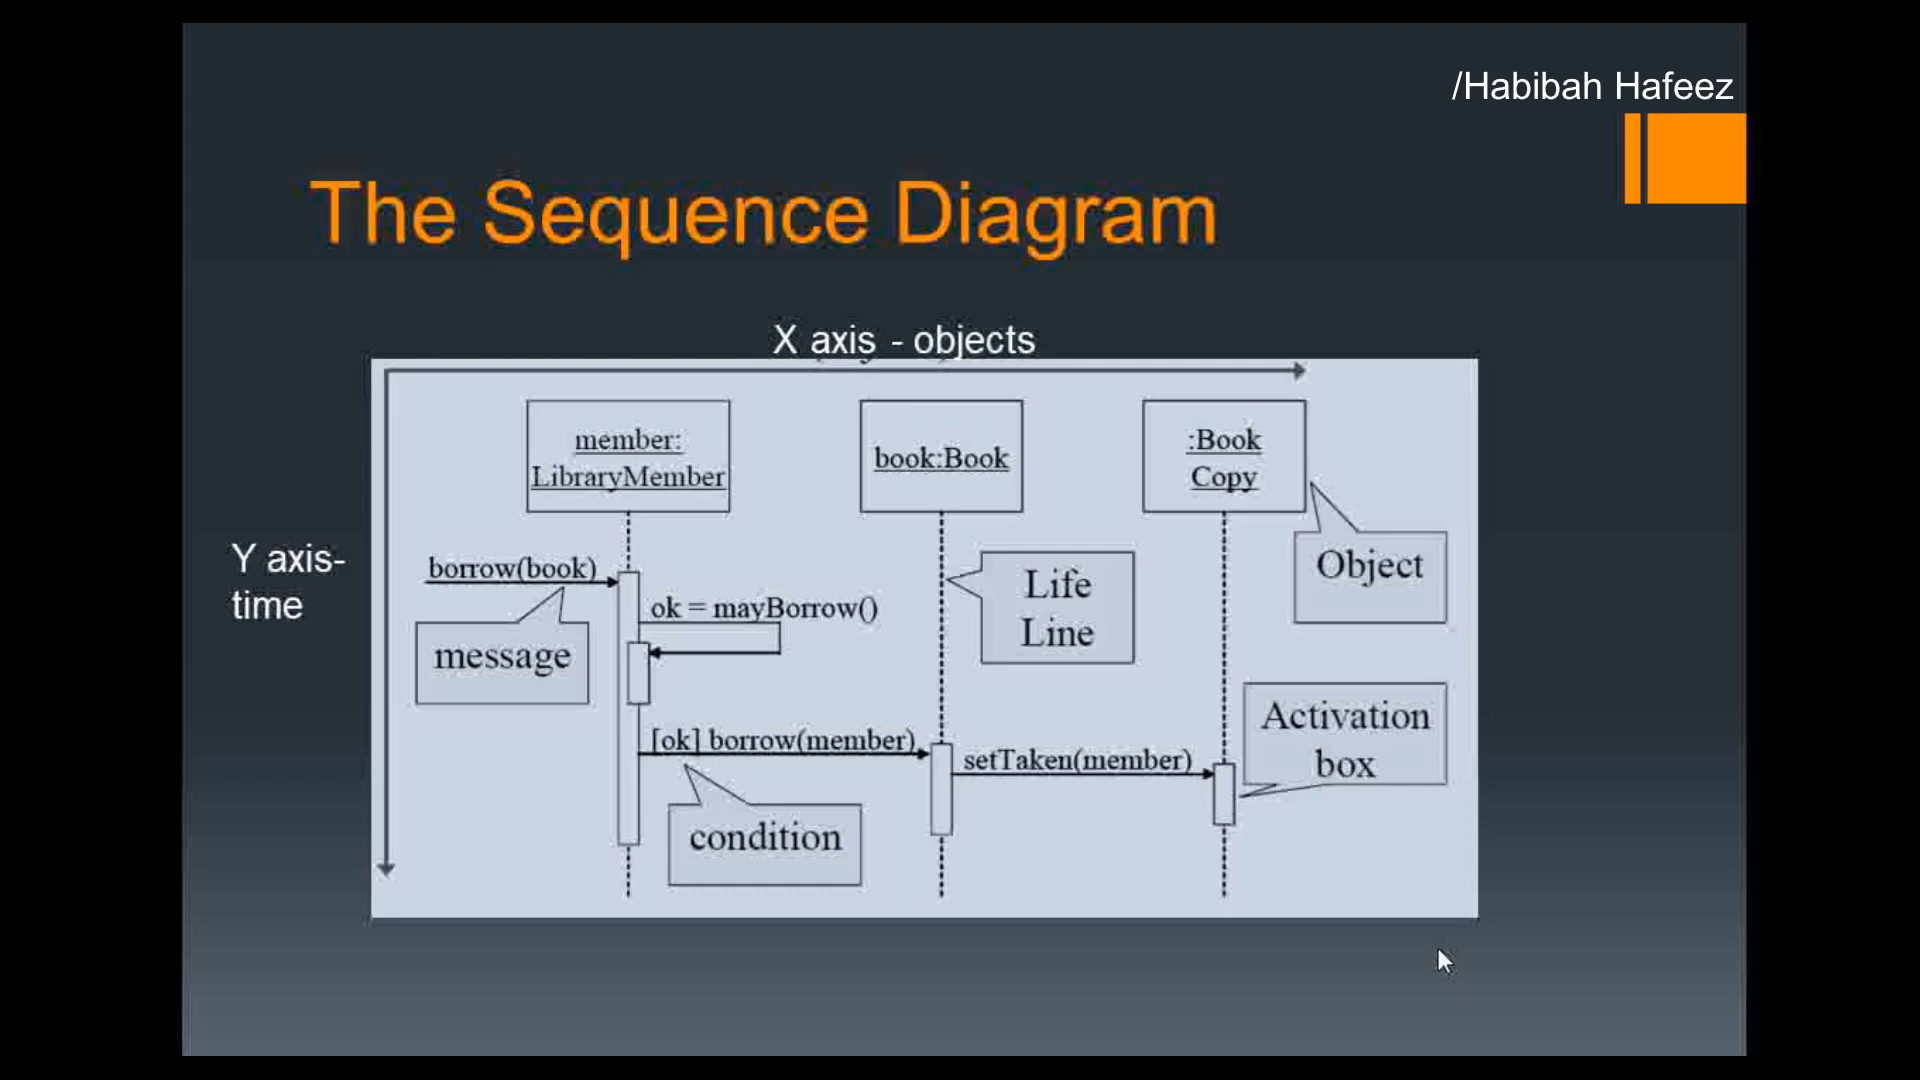 /Habibah Hafeez
The Sequence Diagram
X axis - objects
member:
LibraryMember
book:Book
:Book
Copy
Object
Y axis-
time
borrow(book)
ok = mayBorrow()
Life
Line
message
[ok] borrow(member)
setTaken(member)
Activation
box
condition